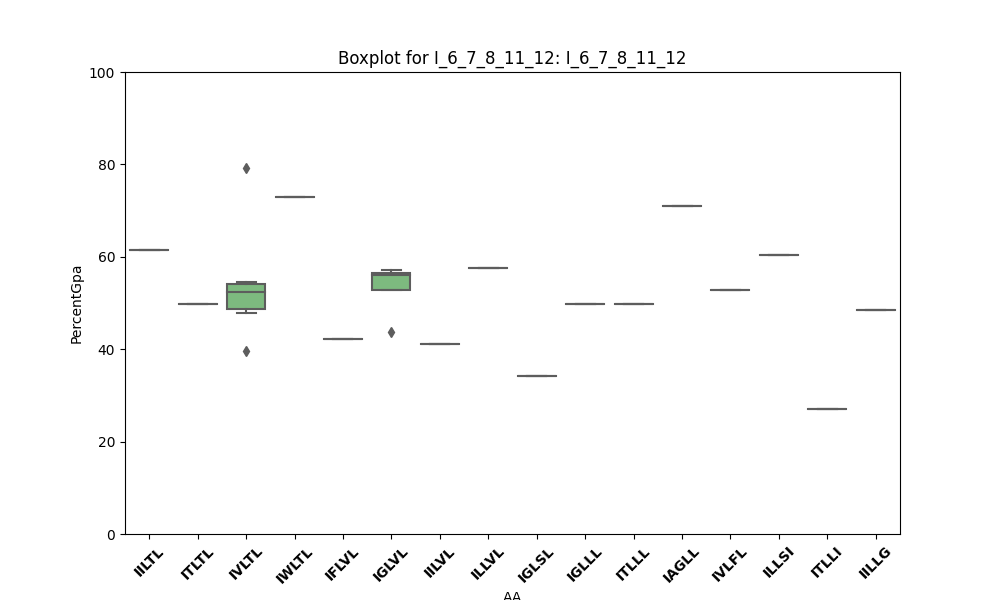 Boxplot for I_6_7_8_11_12: I_6_7_8_11_12
100
80
60
40
20
0
PercentGpa
IILTL
ITLTL
IVLTL
IWLTL
IFLVL
IGLVL
IILVL
ILLVL
IGLSL
IGLLL
ITLLL
IAGLL
IVLFL
ILLSI
ITLLI
IILLG
AA